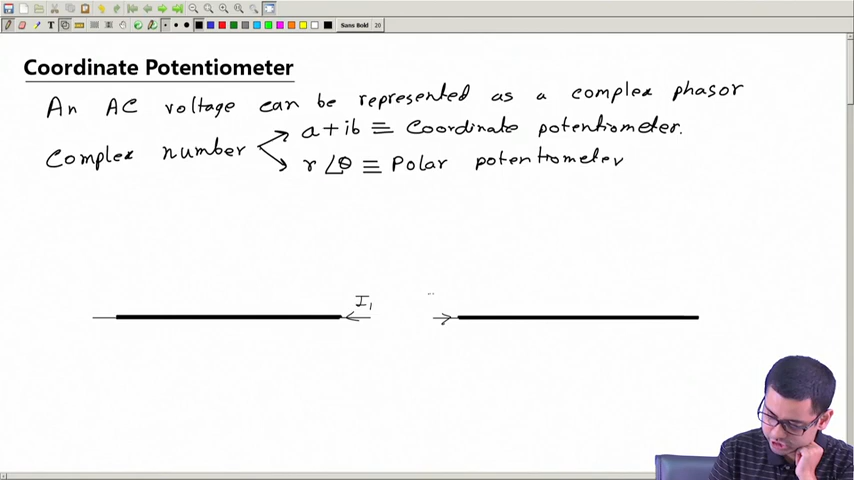 Sans Bold 20
Coordinate Potentiometer
An AC voltage can be represented as a complex phasor
Complex number
a+ib ≡ Coordinate potentiometer.
r∠θ ≡ Polar potentiometer
I₁